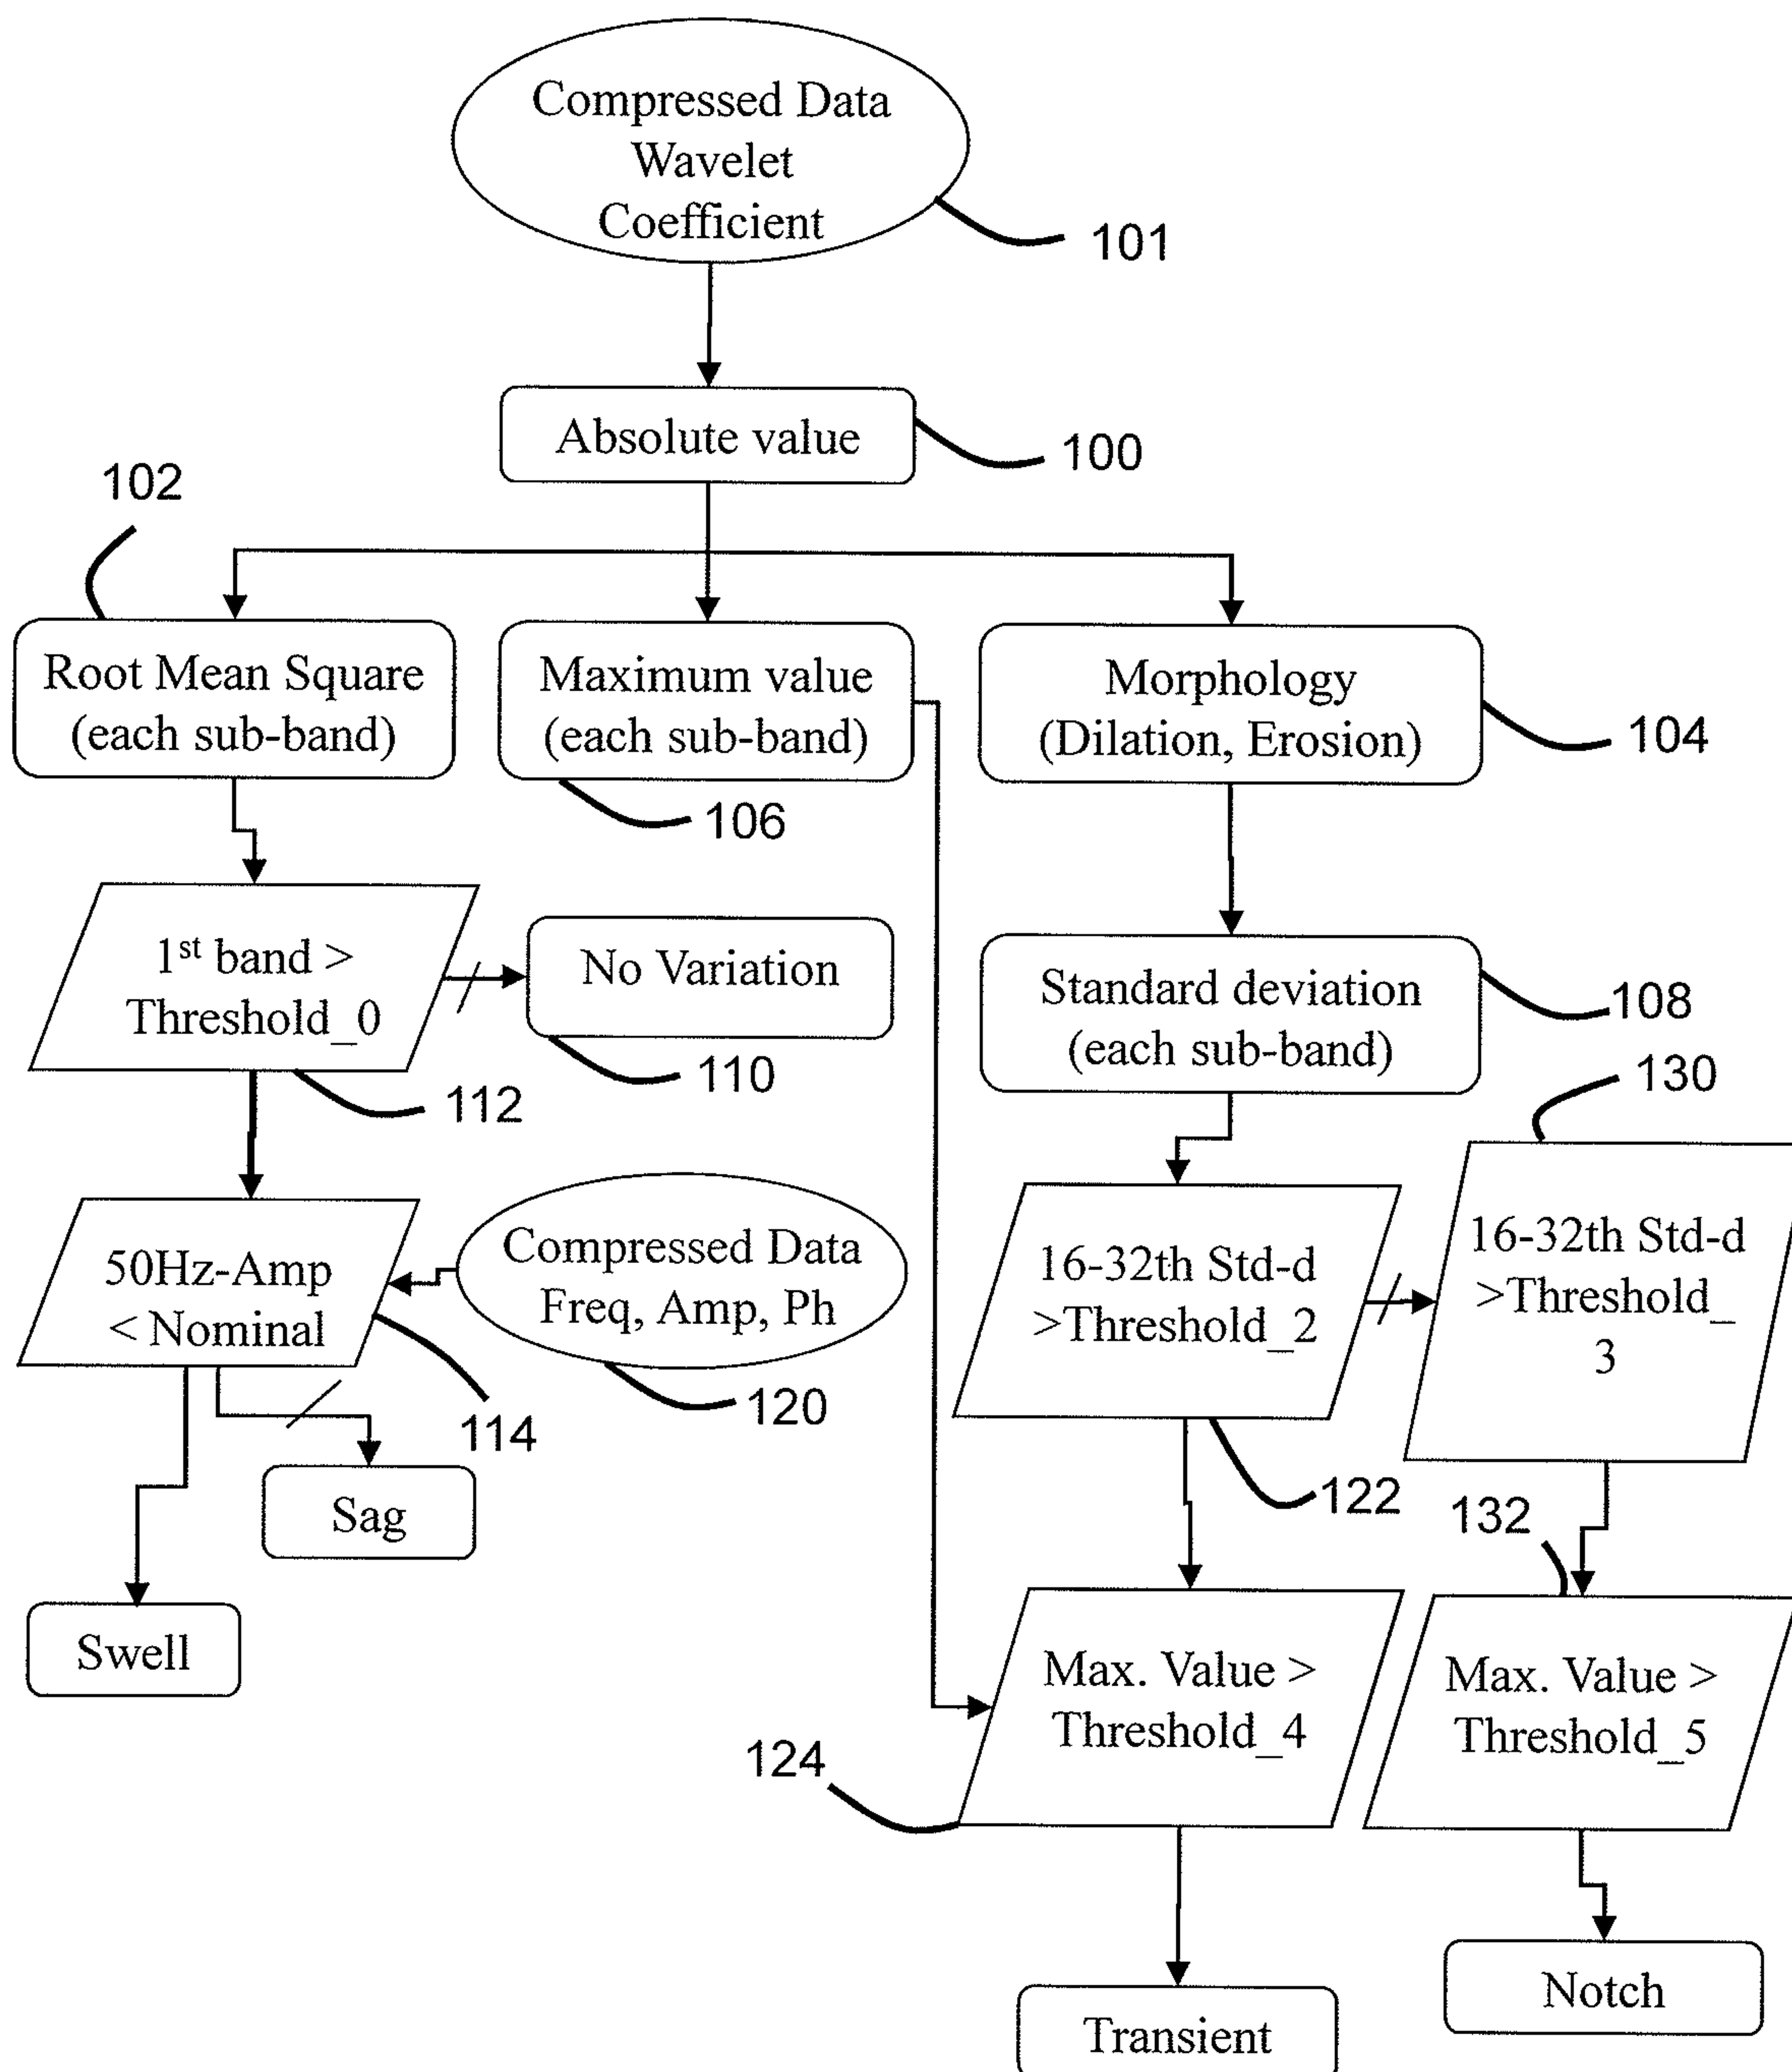 Compressed Data
Wavelet
Coefficient
101
Absolute value
100
102
Root Mean Square
(each sub-band)
Maximum value
(each sub-band)
106
Morphology
(Dilation, Erosion)
104
1st band >
Threshold_0
112
No Variation
110
Standard deviation
(each sub-band)
108
130
50Hz-Amp
< Nominal
114
Compressed Data
Freq, Amp, Ph
120
16-32th Std-d
>Threshold_2
122
16-32th Std-d
>Threshold_
3
132
Sag
Swell
Max. Value >
Threshold_4
124
Max. Value >
Threshold_5
Transient
Notch